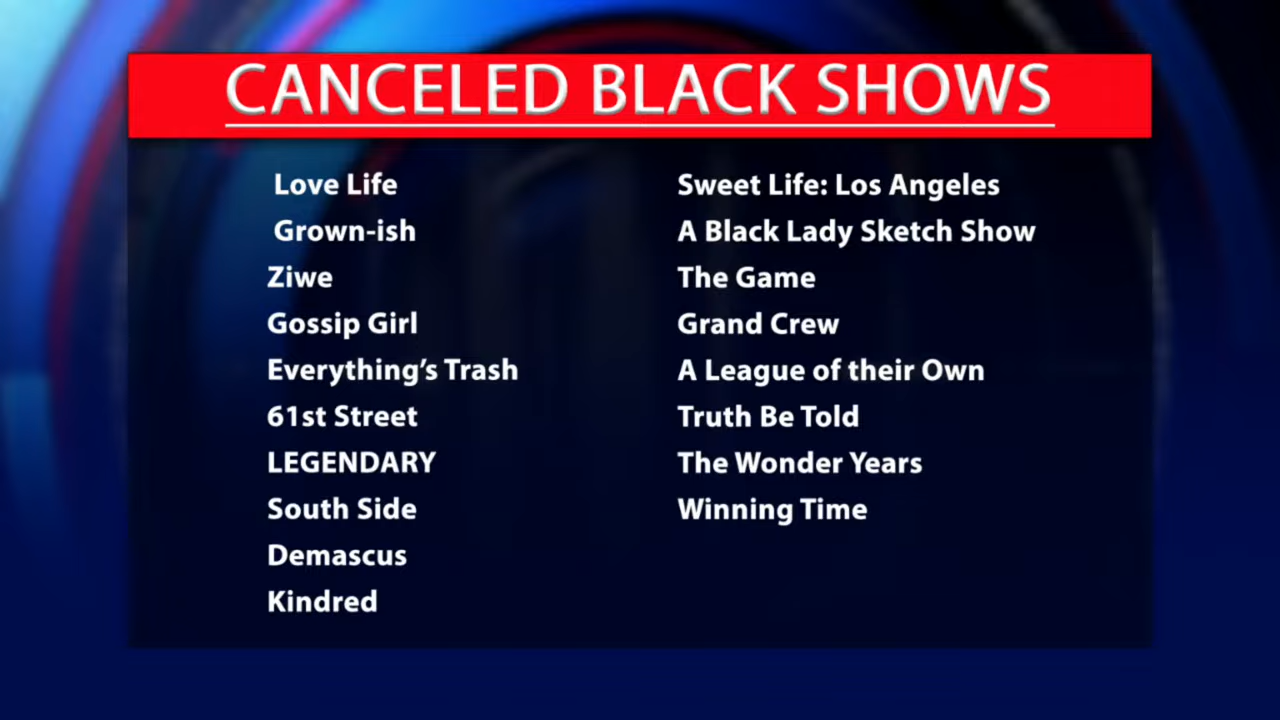 CANCELED BLACK SHOWS
Love Life
Grown-ish
Ziwe
Gossip Girl
Everything’s Trash
61st Street
LEGENDARY
South Side
Demascus
Kindred
Sweet Life: Los Angeles
A Black Lady Sketch Show
The Game
Grand Crew
A League of their Own
Truth Be Told
The Wonder Years
Winning Time